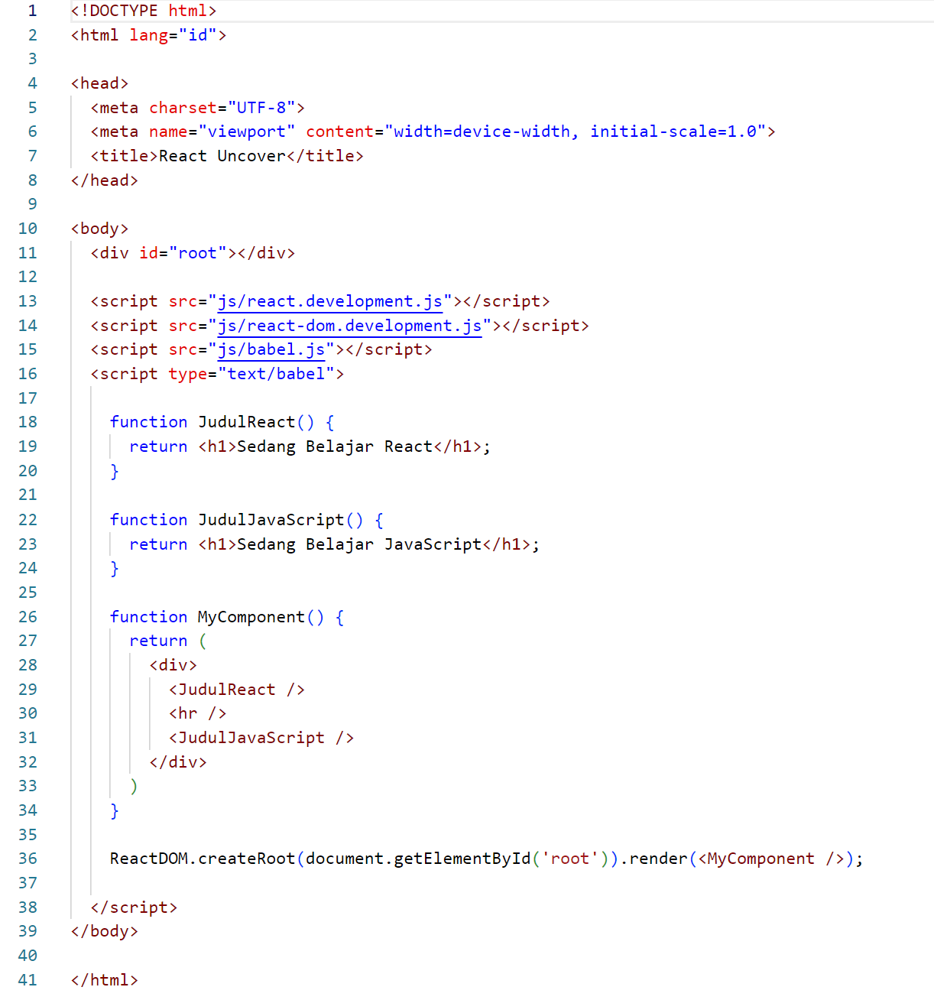 1 <!DOCTYPE html>
2 <html lang="id">
3
4 <head>
5   <meta charset="UTF-8">
6   <meta name="viewport" content="width=device-width, initial-scale=1.0">
7   <title>React Uncover</title>
8 </head>
9
10 <body>
11   <div id="root"></div>
12
13   <script src="js/react.development.js"></script>
14   <script src="js/react-dom.development.js"></script>
15   <script src="js/babel.js"></script>
16   <script type="text/babel">
17
18     function JudulReact() {
19       return <h1>Sedang Belajar React</h1>;
20     }
21
22     function JudulJavaScript() {
23       return <h1>Sedang Belajar JavaScript</h1>;
24     }
25
26     function MyComponent() {
27       return (
28         <div>
29           <JudulReact />
30           <hr />
31           <JudulJavaScript />
32         </div>
33       )
34     }
35
36     ReactDOM.createRoot(document.getElementById('root')).render(<MyComponent />);
37
38   </script>
39 </body>
40
41 </html>